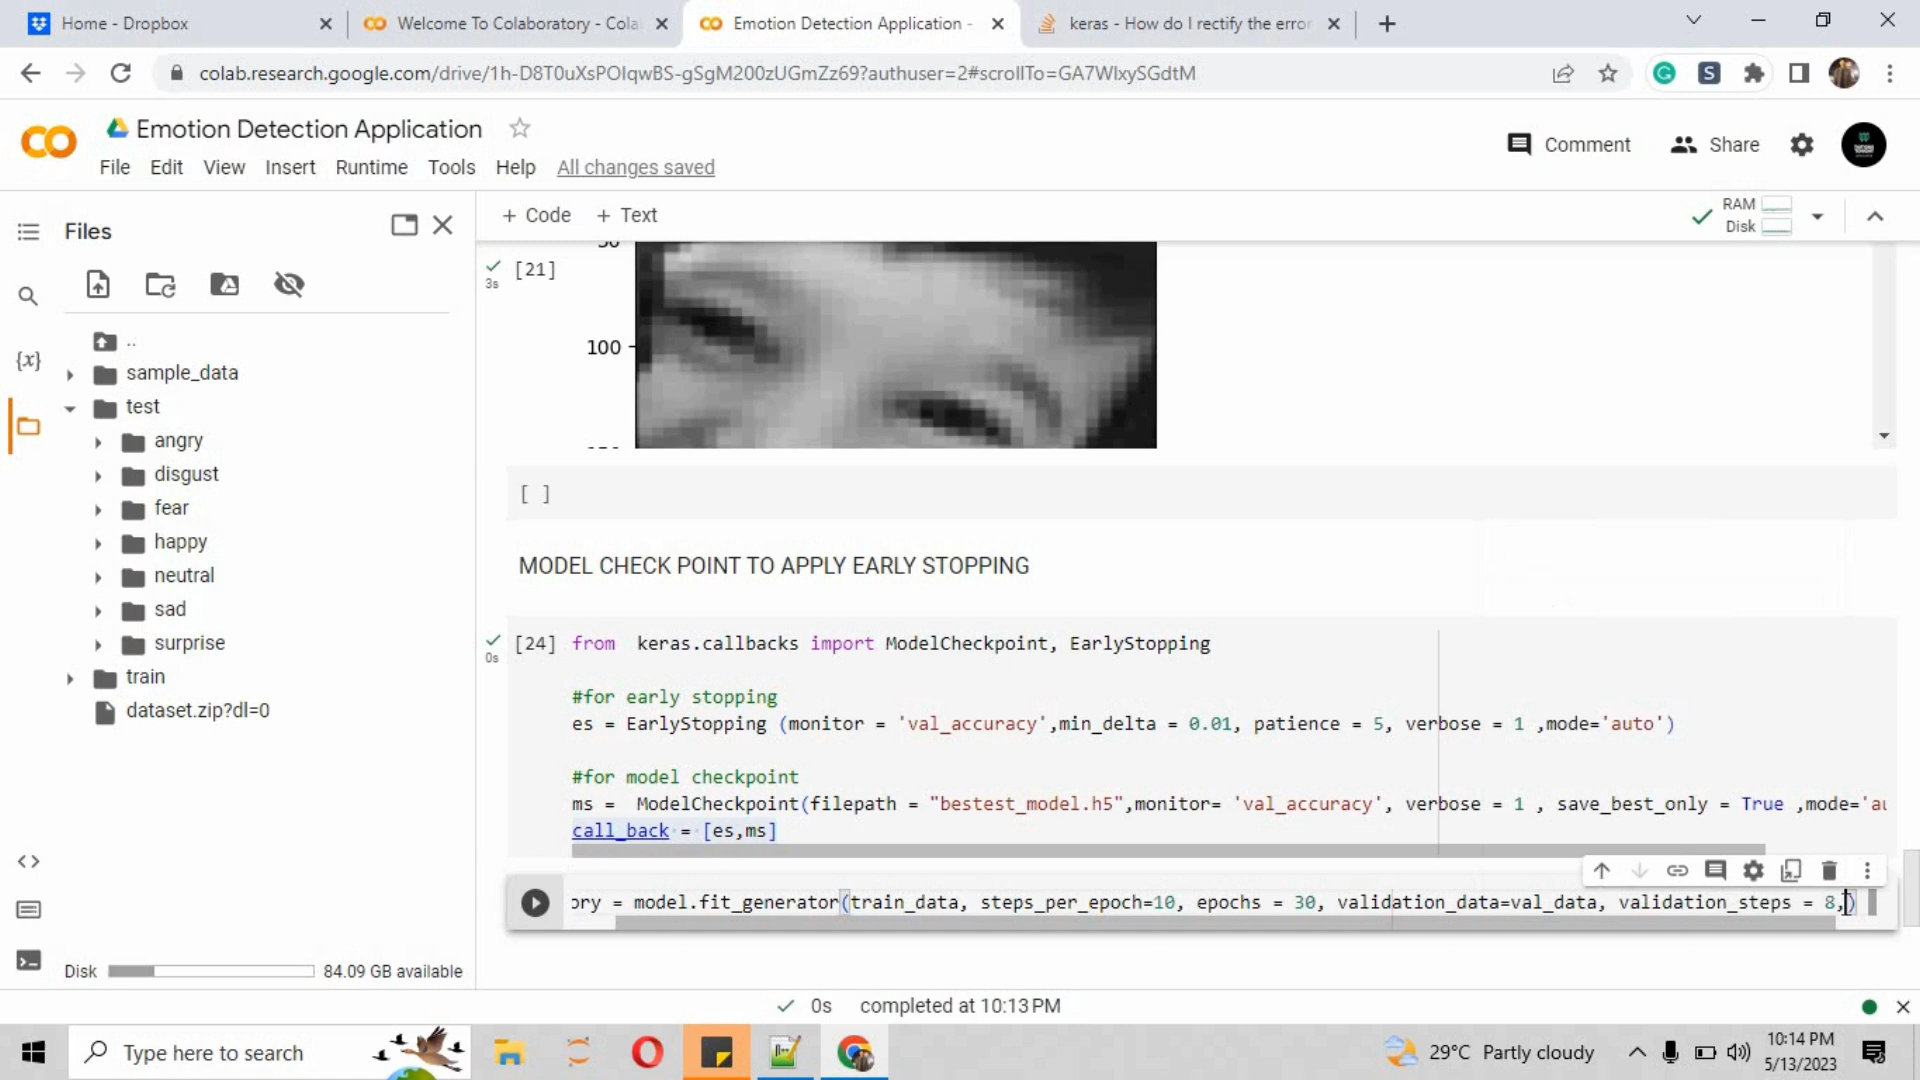 Home - Dropbox
Welcome To Colaboratory - Cola
Emotion Detection Application -
keras - How do I rectify the error
colab.research.google.com/drive/1h-D8T0uXsPOIqwBS-gSgM200zUGmZz69?authuser=2#scrollTo=GA7WlxySGdtM
Emotion Detection Application
File Edit View Insert Runtime Tools Help All changes saved
Comment
Share
Files
+ Code + Text
RAM
Disk
..
sample_data
test
angry
disgust
fear
happy
neutral
sad
surprise
train
dataset.zip?dl=0
Disk 84.09 GB available
[21]
3s
100
[ ]
MODEL CHECK POINT TO APPLY EARLY STOPPING
[24]
0s
from keras.callbacks import ModelCheckpoint, EarlyStopping
#for early stopping
es = EarlyStopping (monitor = 'val_accuracy',min_delta = 0.01, patience = 5, verbose = 1 ,mode='auto')
#for model checkpoint
ms = ModelCheckpoint(filepath = "bestest_model.h5",monitor= 'val_accuracy', verbose = 1 , save_best_only = True ,mode='au
call_back = [es,ms]
ory = model.fit_generator(train_data, steps_per_epoch=10, epochs = 30, validation_data=val_data, validation_steps = 8,)
0s completed at 10:13 PM
Type here to search
29°C Partly cloudy
10:14 PM
5/13/2023